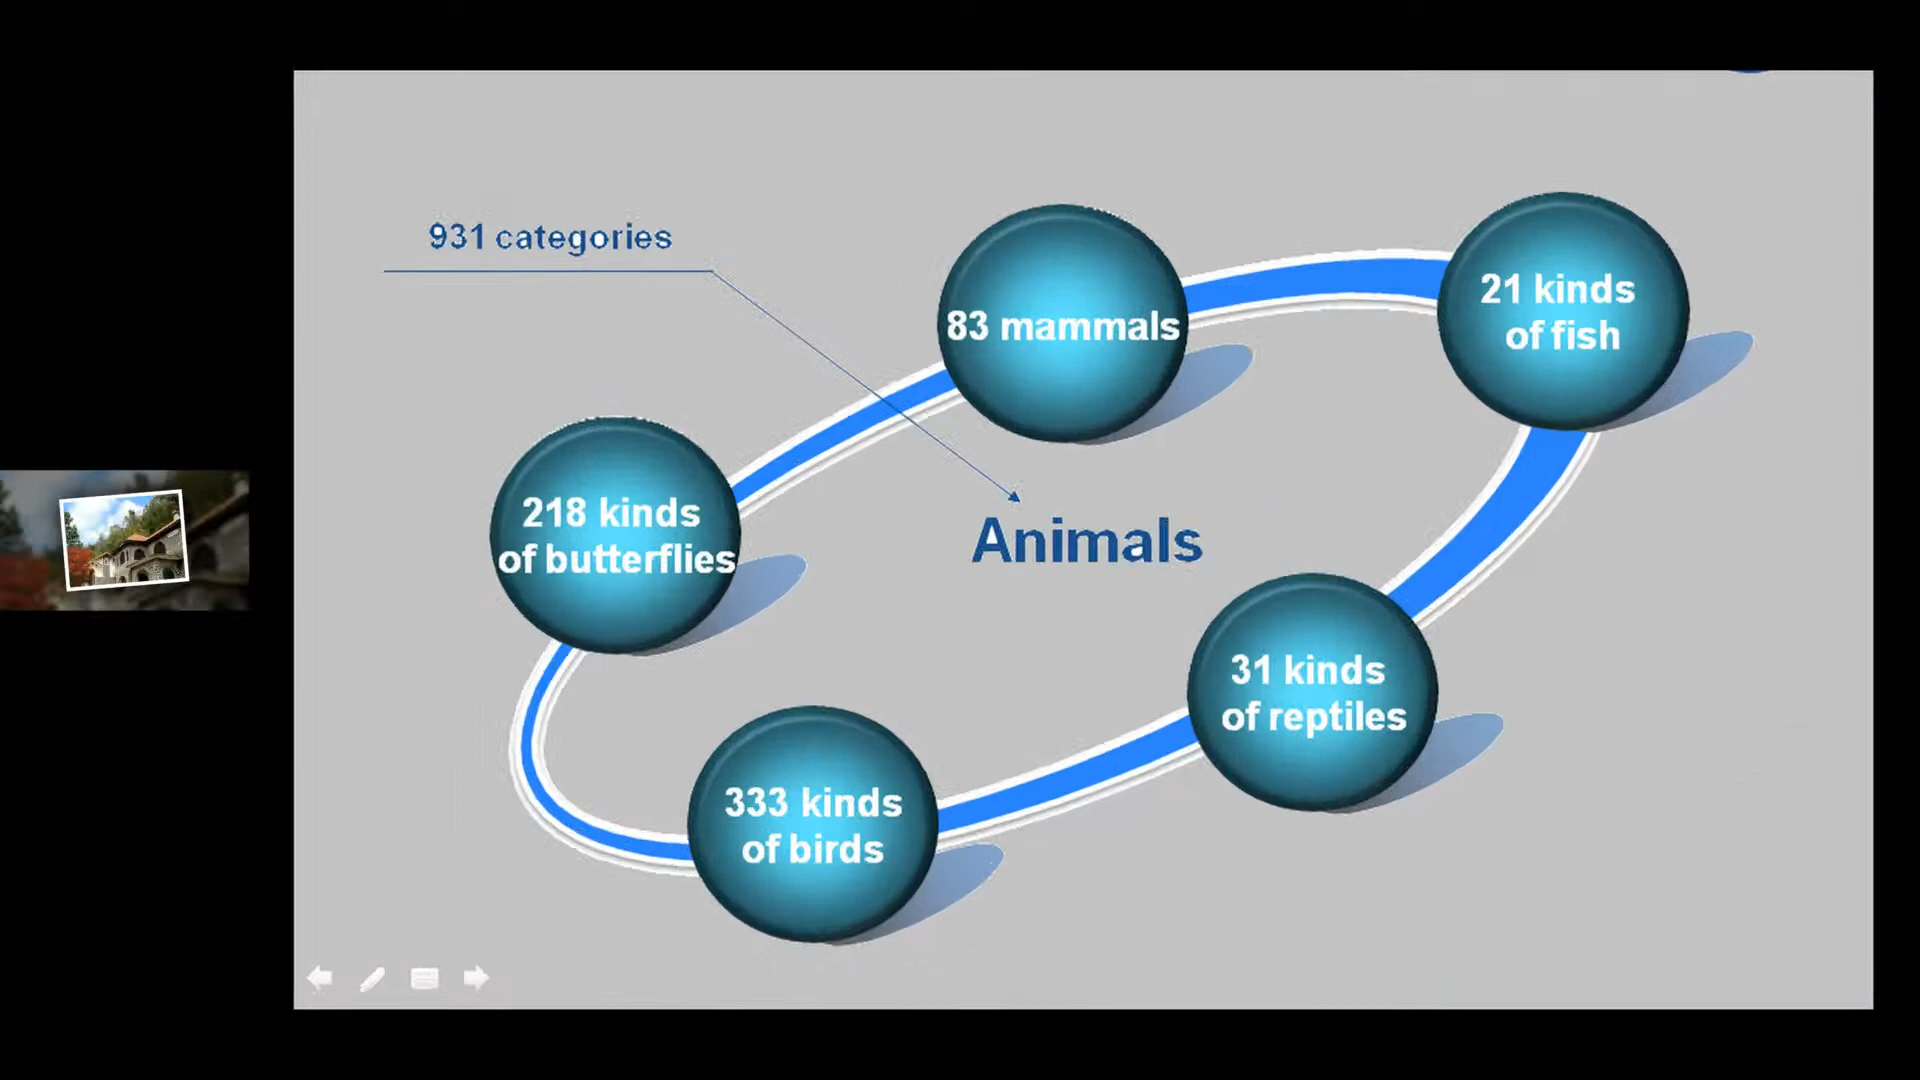 931 categories
83 mammals
21 kinds
of fish
218 kinds
of butterflies
Animals
31 kinds
of reptiles
333 kinds
of birds